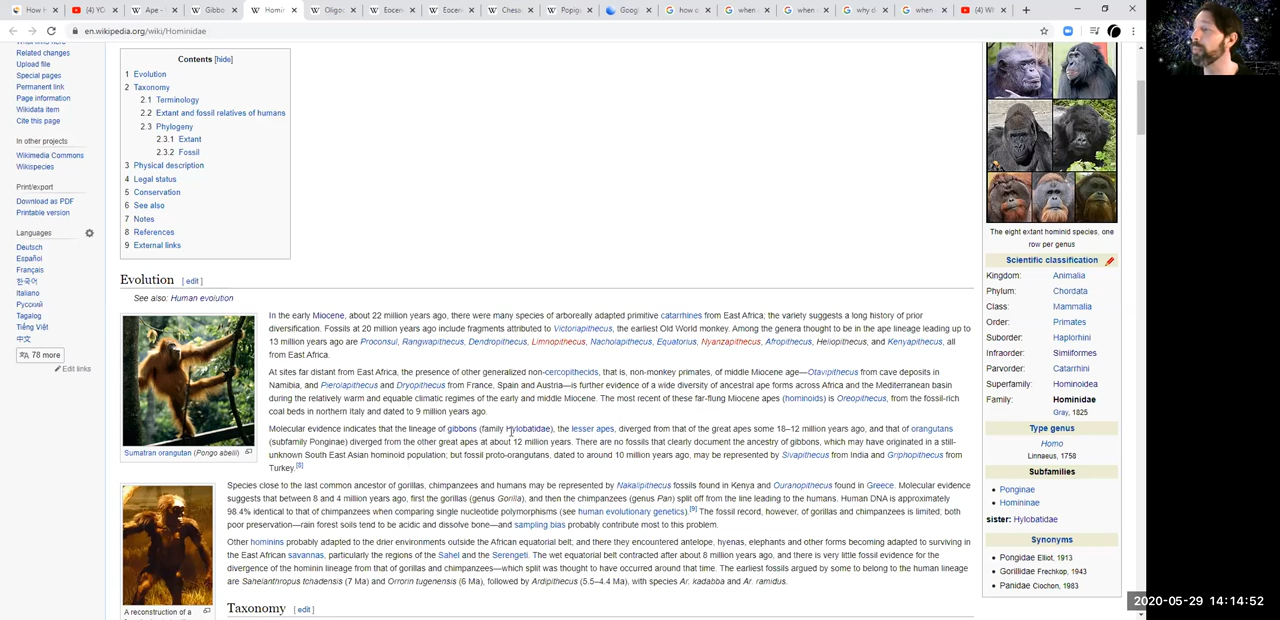 How H
(4) YO
Ape -
Gibbo
Homin
Oligoc
Eocen
Eocen
Chesa
Popiga
Googl
how d
when
when
why d
when
(4) WI
en.wikipedia.org/wiki/Hominidae
What links here
Related changes
Upload file
Special pages
Permanent link
Page information
Wikidata item
Cite this page
In other projects
Wikimedia Commons
Wikispecies
Print/export
Download as PDF
Printable version
Languages
Deutsch
Español
Français
한국어
Italiano
Русский
Tagalog
Tiếng Việt
中文
78 more
Edit links
Contents [hide]
1 Evolution
2 Taxonomy
2.1 Terminology
2.2 Extant and fossil relatives of humans
2.3 Phylogeny
2.3.1 Extant
2.3.2 Fossil
3 Physical description
4 Legal status
5 Conservation
6 See also
7 Notes
8 References
9 External links
Evolution [ edit ]
See also: Human evolution
Sumatran orangutan (Pongo abelii)
In the early Miocene, about 22 million years ago, there were many species of arboreally adapted primitive catarrhines from East Africa; the variety suggests a long history of prior
diversification. Fossils at 20 million years ago include fragments attributed to Victoriapithecus, the earliest Old World monkey. Among the genera thought to be in the ape lineage leading up to
13 million years ago are Proconsul, Rangwapithecus, Dendropithecus, Limnopithecus, Nacholapithecus, Equatorius, Nyanzapithecus, Afropithecus, Heliopithecus, and Kenyapithecus, all
from East Africa.
At sites far distant from East Africa, the presence of other generalized non-cercopithecids, that is, non-monkey primates, of middle Miocene age—Otavipithecus from cave deposits in
Namibia, and Pierolapithecus and Dryopithecus from France, Spain and Austria—is further evidence of a wide diversity of ancestral ape forms across Africa and the Mediterranean basin
during the relatively warm and equable climatic regimes of the early and middle Miocene. The most recent of these far-flung Miocene apes (hominoids) is Oreopithecus, from the fossil-rich
coal beds in northern Italy and dated to 9 million years ago.
Molecular evidence indicates that the lineage of gibbons (family Hylobatidae), the lesser apes, diverged from that of the great apes some 18–12 million years ago, and that of orangutans
(subfamily Ponginae) diverged from the other great apes at about 12 million years. There are no fossils that clearly document the ancestry of gibbons, which may have originated in a still-
unknown South East Asian hominoid population; but fossil proto-orangutans, dated to around 10 million years ago, may be represented by Sivapithecus from India and Griphopithecus from
Turkey.[5]
Species close to the last common ancestor of gorillas, chimpanzees and humans may be represented by Nakalipithecus fossils found in Kenya and Ouranopithecus found in Greece. Molecular evidence
suggests that between 8 and 4 million years ago, first the gorillas (genus Gorilla), and then the chimpanzees (genus Pan) split off from the line leading to the humans. Human DNA is approximately
98.4% identical to that of chimpanzees when comparing single nucleotide polymorphisms (see human evolutionary genetics).[9] The fossil record, however, of gorillas and chimpanzees is limited; both
poor preservation—rain forest soils tend to be acidic and dissolve bone—and sampling bias probably contribute most to this problem.
Other hominins probably adapted to the drier environments outside the African equatorial belt; and there they encountered antelope, hyenas, elephants and other forms becoming adapted to surviving in
the East African savannas, particularly the regions of the Sahel and the Serengeti. The wet equatorial belt contracted after about 8 million years ago, and there is very little fossil evidence for the
divergence of the hominin lineage from that of gorillas and chimpanzees—which split was thought to have occurred around that time. The earliest fossils argued by some to belong to the human lineage
are Sahelanthropus tchadensis (7 Ma) and Orrorin tugenensis (6 Ma), followed by Ardipithecus (5.5–4.4 Ma), with species Ar. kadabba and Ar. ramidus.
A reconstruction of a
Taxonomy [ edit ]
The eight extant hominid species, one
row per genus
Scientific classification
Kingdom: Animalia
Phylum: Chordata
Class: Mammalia
Order: Primates
Suborder: Haplorhini
Infraorder: Simiiformes
Parvorder: Catarrhini
Superfamily: Hominoidea
Family: Hominidae
Gray, 1825
Type genus
Homo
Linnaeus, 1758
Subfamilies
• Ponginae
• Homininae
sister: Hylobatidae
Synonyms
• Pongidae Elliot, 1913
• Gorillidae Frechkop, 1943
• Panidae Ciochon, 1983
2020-05-29 14:14:52